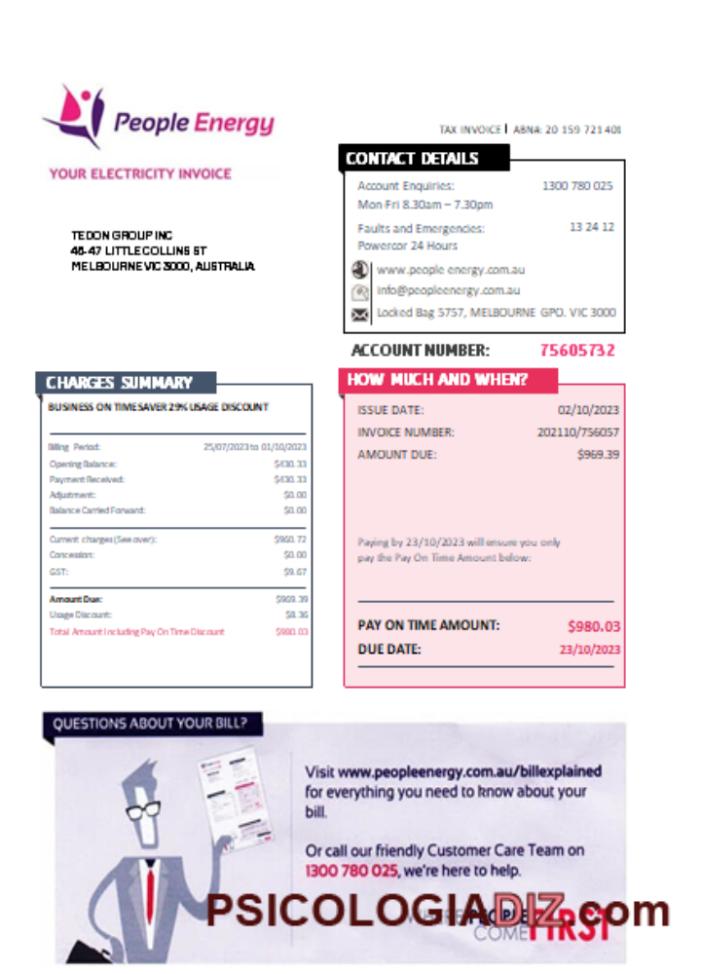 People Energy
TAX INVOICE | ABNA: 20 159 721 401
YOUR ELECTRICITY INVOICE
CONTACT DETAILS
Account Enquiries: 1300 780 025
Mon Fri 8.30am – 7.30pm
Faults and Emergencies: 13 24 12
Powercor 24 Hours
www.people energy.com.au
info@peopleenergy.com.au
Locked Bag 5757, MELBOURNE GPO. VIC 3000
TEDON GROUP INC
46-47 LITTLE COLLINS ST
MELBOURNE VIC 3000, AUSTRALIA
ACCOUNT NUMBER: 75605732
CHARGES SUMMARY
BUSINESS ON TIME SAVER 29% USAGE DISCOUNT
Billing Period: 25/07/2023 to 01/10/2023
Opening Balance: $430.33
Payment Received: $430.33
Adjustment: $0.00
Balance Carried Forward: $0.00
Current charges (See over): $960.72
Concession: $0.00
GST: $9.67
Amount Due: $969.39
Usage Discount: $8.36
Total Amount Including Pay On Time Discount $980.03
HOW MUCH AND WHEN?
ISSUE DATE: 02/10/2023
INVOICE NUMBER: 202110/756057
AMOUNT DUE: $969.39
Paying by 23/10/2023 will ensure you only
pay the Pay On Time Amount below:
PAY ON TIME AMOUNT: $980.03
DUE DATE: 23/10/2023
QUESTIONS ABOUT YOUR BILL?
Visit www.peopleenergy.com.au/billexplained
for everything you need to know about your
bill.
Or call our friendly Customer Care Team on
1300 780 025, we're here to help.
PEOPLE
COME FIRST
PSICOLOGIADIZ.com